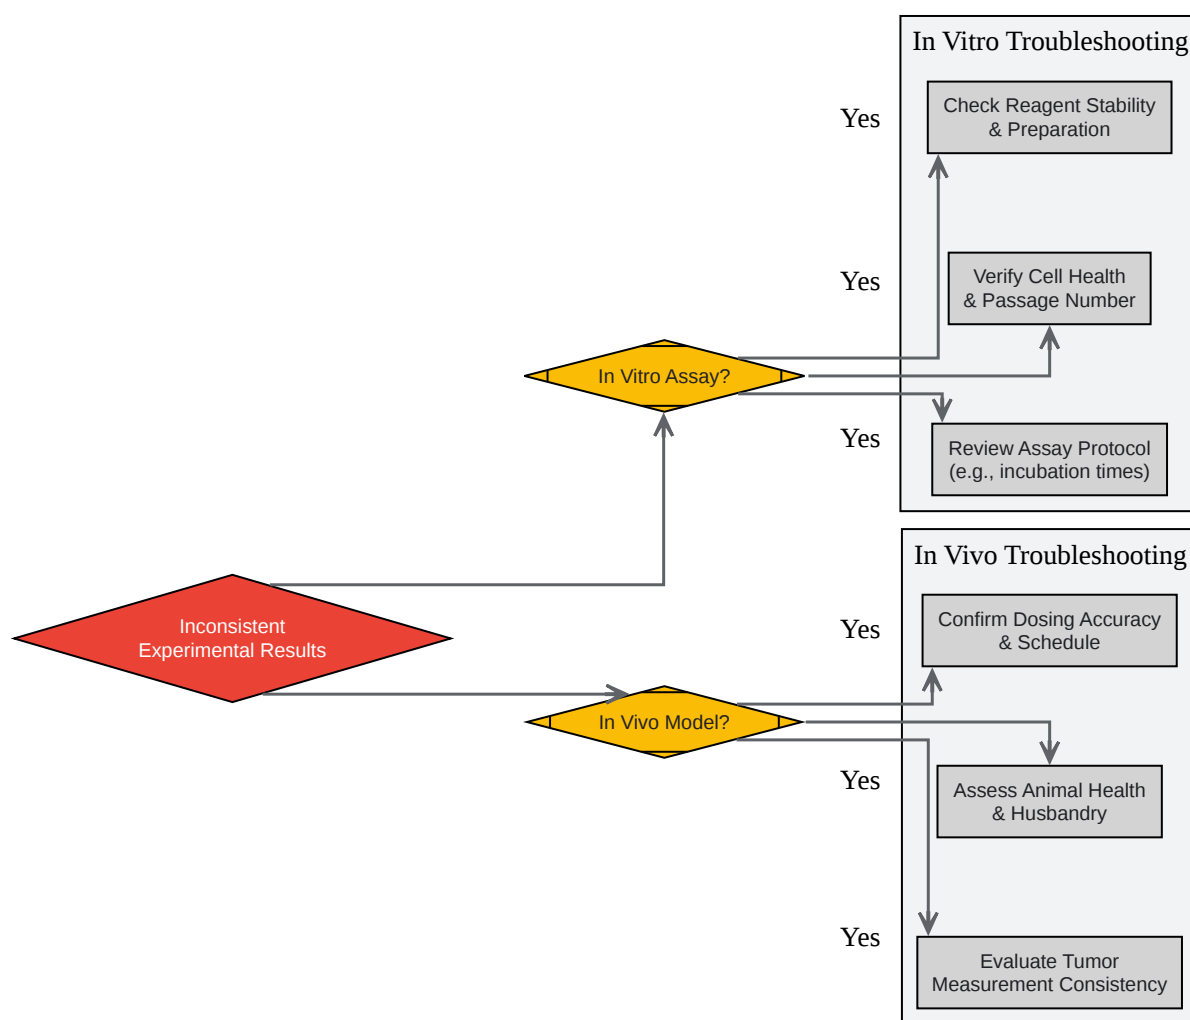 In Vitro Troubleshooting
Yes
Check Reagent Stability
& Preparation
Yes
Verify Cell Health
& Passage Number
In Vitro Assay?
Yes
Review Assay Protocol
(e.g., incubation times)
In Vivo Troubleshooting
Inconsistent
Experimental Results
Yes
Confirm Dosing Accuracy
& Schedule
In Vivo Model?
Yes
Assess Animal Health
& Husbandry
Yes
Evaluate Tumor
Measurement Consistency